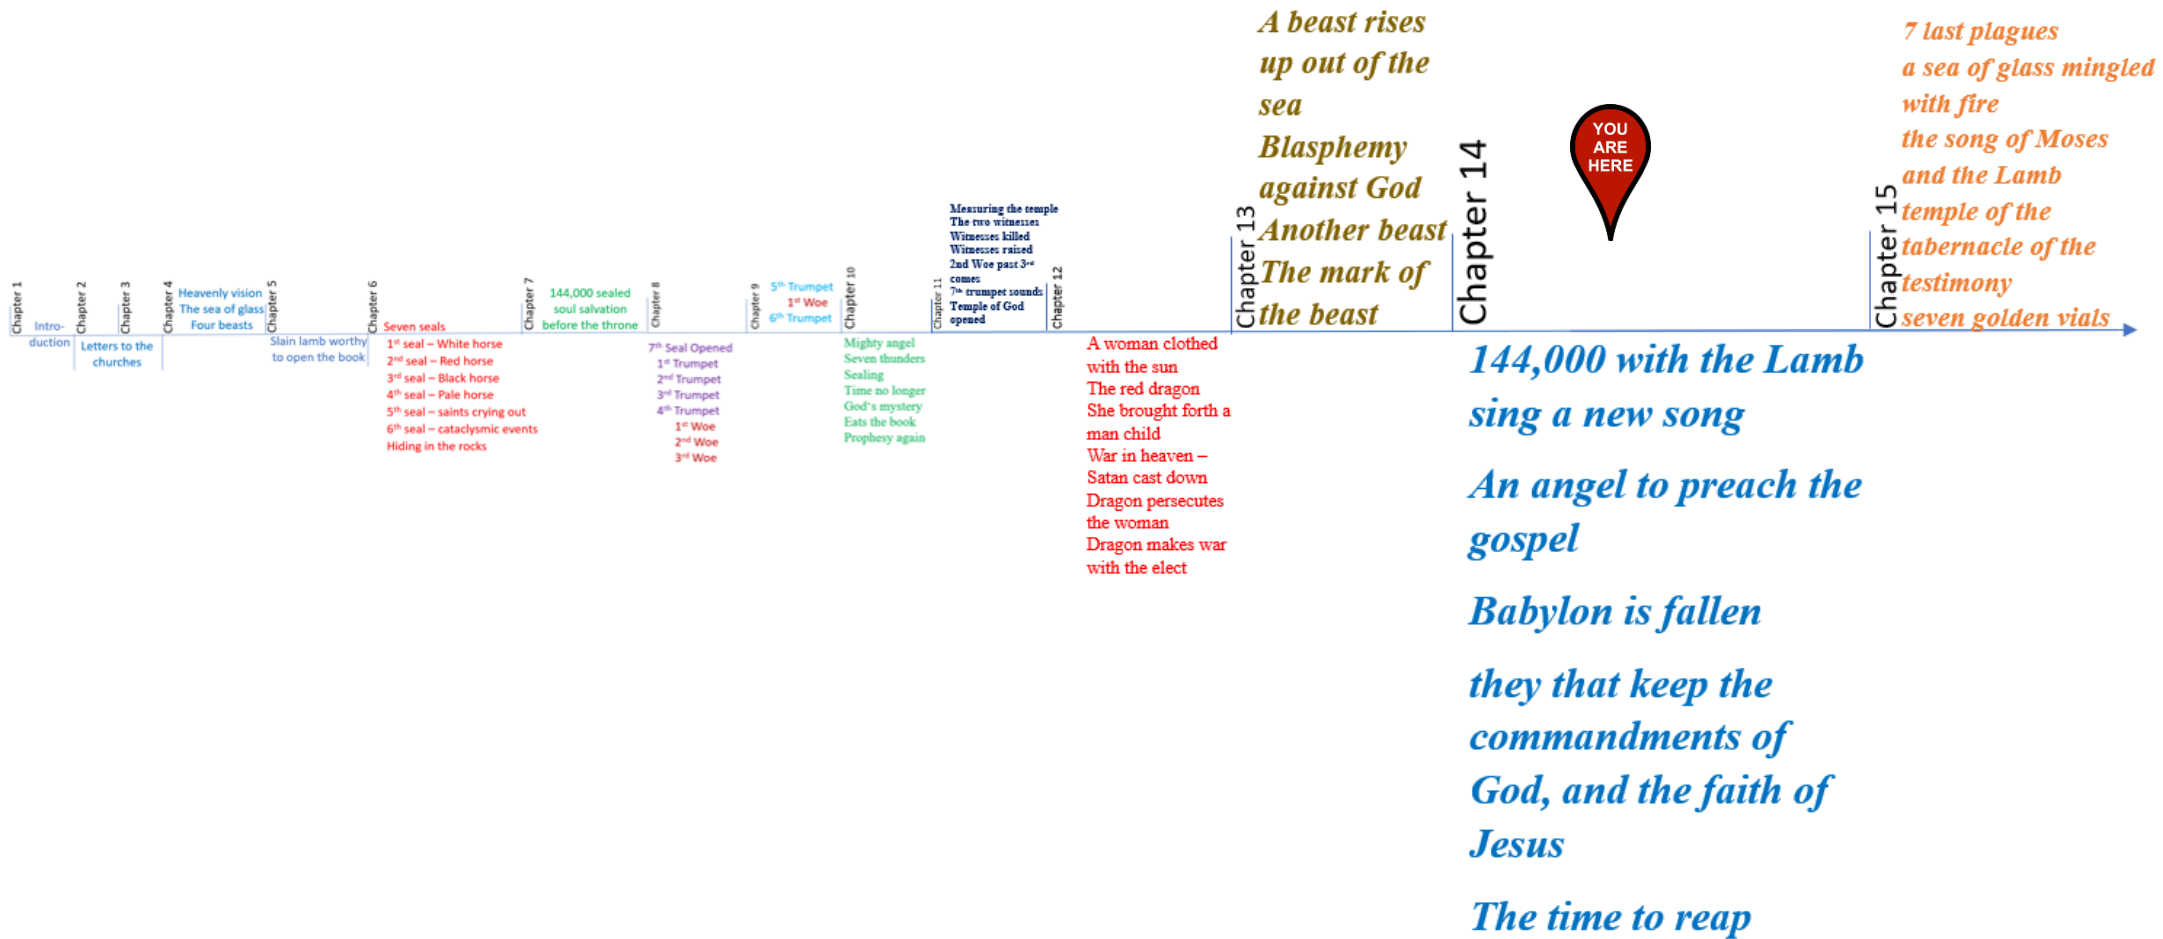 Chapter 1
Intro-
duction
Chapter 2
Letters to the
churches
Chapter 3
Chapter 4
Heavenly vision
The sea of glass
Four beasts
Chapter 5
Slain lamb worthy
to open the book
Chapter 6
Seven seals
1st seal – White horse
2nd seal – Red horse
3rd seal – Black horse
4th seal – Pale horse
5th seal – saints crying out
6th seal – cataclysmic events
Hiding in the rocks
Chapter 7
144,000 sealed
soul salvation
before the throne
Chapter 8
7th Seal Opened
1st Trumpet
2nd Trumpet
3rd Trumpet
4th Trumpet
1st Woe
2nd Woe
3rd Woe
Chapter 9
5th Trumpet
1st Woe
6th Trumpet
Chapter 10
Mighty angel
Seven thunders
Sealing
Time no longer
God's mystery
Eats the book
Prophesy again
Chapter 11
Measuring the temple
The two witnesses
Witnesses killed
Witnesses raised
2nd Woe past 3rd
comes
7th trumpet sounds
Temple of God
opened
Chapter 12
A woman clothed
with the sun
The red dragon
She brought forth a
man child
War in heaven –
Satan cast down
Dragon persecutes
the woman
Dragon makes war
with the elect
Chapter 13
A beast rises
up out of the
sea
Blasphemy
against God
Another beast
The mark of
the beast
Chapter 14
YOU
ARE
HERE
144,000 with the Lamb
sing a new song
An angel to preach the
gospel
Babylon is fallen
they that keep the
commandments of
God, and the faith of
Jesus
The time to reap
Chapter 15
7 last plagues
a sea of glass mingled
with fire
the song of Moses
and the Lamb
temple of the
tabernacle of the
testimony
seven golden vials